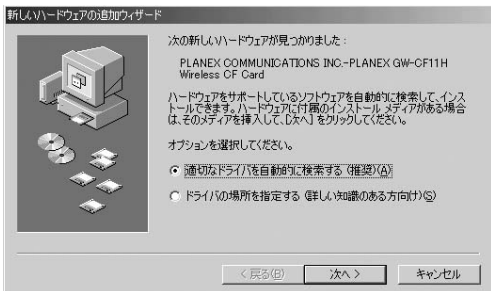 新しいハードウェアの追加ウィザード
次の新しいハードウェアが見つかりました：
PLANEX COMMUNICATIONS INC.-PLANEX GW-CF11H
Wireless CF Card
ハードウェアをサポートしているソフトウェアを自動的に検索して、インス
トールできます。ハードウェアに付属のインストール メディアがある場合
は、そのメディアを挿入して、[次へ] をクリックしてください。
オプションを選択してください。
適切なドライバを自動的に検索する (推奨)(A)
ドライバの場所を指定する (詳しい知識のある方向け)(S)
< 戻る(B)
次へ >
キャンセル